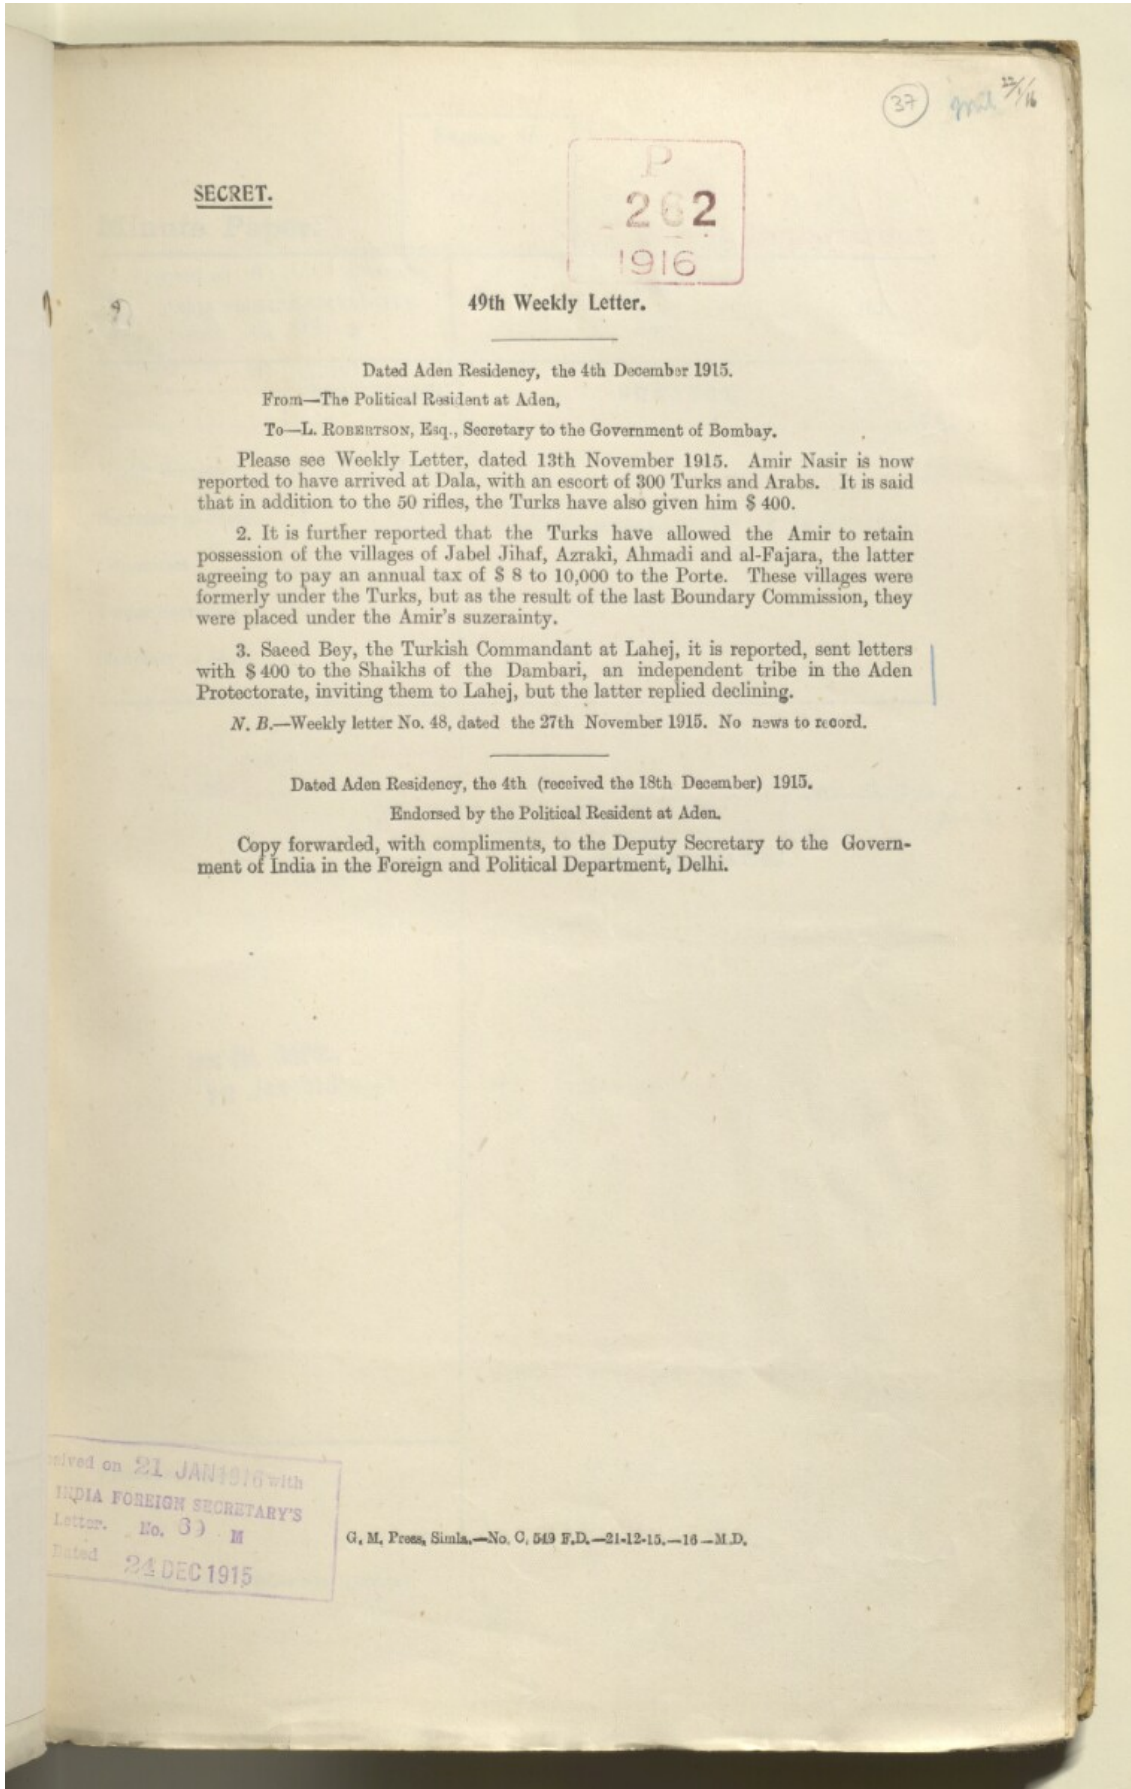 37
22/1/16
P
262
1916
SECRET.
49th Weekly Letter.
Dated Aden Residency, the 4th December 1915.
From—The Political Resident at Aden,
To—L. ROBERTSON, Esq., Secretary to the Government of Bombay.
Please see Weekly Letter, dated 13th November 1915. Amir Nasir is now
reported to have arrived at Dala, with an escort of 300 Turks and Arabs. It is said
that in addition to the 50 rifles, the Turks have also given him $ 400.
2. It is further reported that the Turks have allowed the Amir to retain
possession of the villages of Jabel Jihaf, Azraki, Ahmadi and al-Fajara, the latter
agreeing to pay an annual tax of $ 8 to 10,000 to the Porte. These villages were
formerly under the Turks, but as the result of the last Boundary Commission, they
were placed under the Amir's suzerainty.
3. Saeed Bey, the Turkish Commandant at Lahej, it is reported, sent letters
with $ 400 to the Shaikhs of the Dambari, an independent tribe in the Aden
Protectorate, inviting them to Lahej, but the latter replied declining.
N. B.—Weekly letter No. 48, dated the 27th November 1915. No news to record.
Dated Aden Residency, the 4th (received the 18th December) 1915.
Endorsed by the Political Resident at Aden.
Copy forwarded, with compliments, to the Deputy Secretary to the Govern-
ment of India in the Foreign and Political Department, Delhi.
on 21 JAN 1916 with
INDIA FOREIGN SECRETARY'S
Letter. No. M
Dated 24 DEC 1915
G. M. Press, Simla.—No. C. 549 F.D.—21-12-15.—16—M.D.